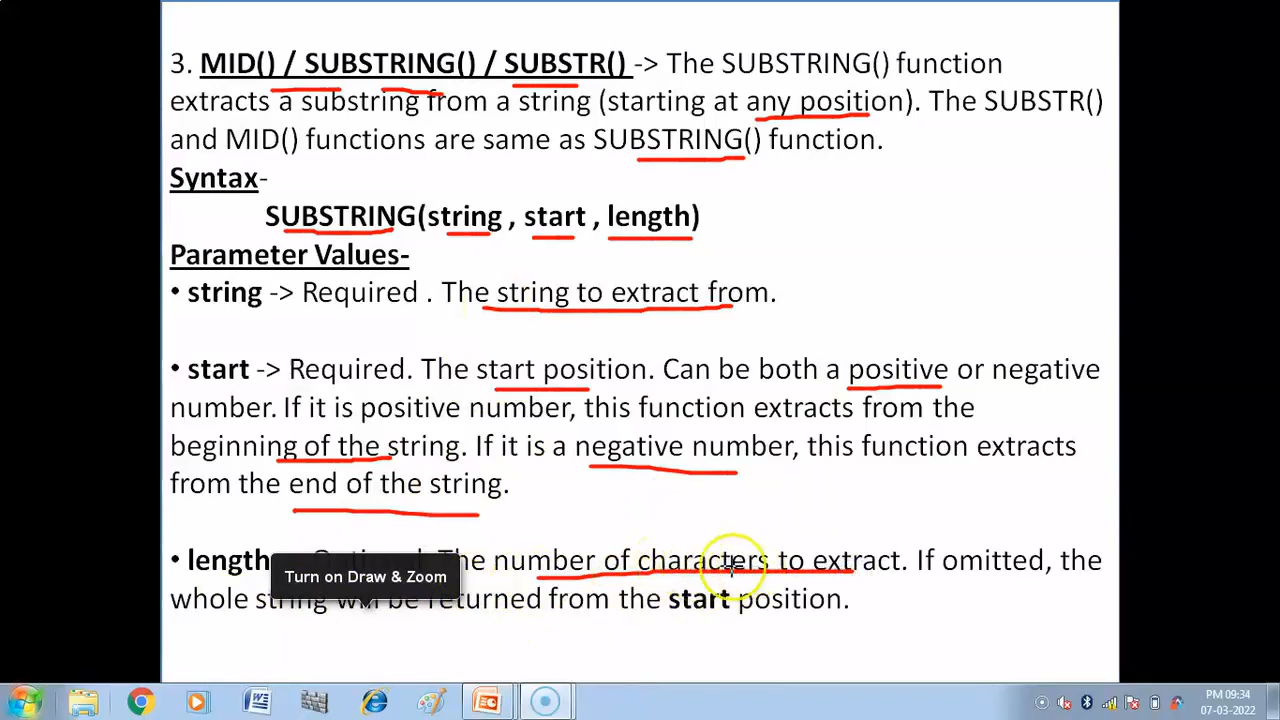 3. MID() / SUBSTRING() / SUBSTR() -> The SUBSTRING() function
extracts a substring from a string (starting at any position). The SUBSTR()
and MID() functions are same as SUBSTRING() function.
Syntax-
SUBSTRING(string , start , length)
Parameter Values-
• string -> Required . The string to extract from.
• start -> Required. The start position. Can be both a positive or negative
number. If it is positive number, this function extracts from the
beginning of the string. If it is a negative number, this function extracts
from the end of the string.
• length The number of characters to extract. If omitted, the
Turn on Draw & Zoom
whole string will be returned from the start position.
PM 09:34
07-03-2022